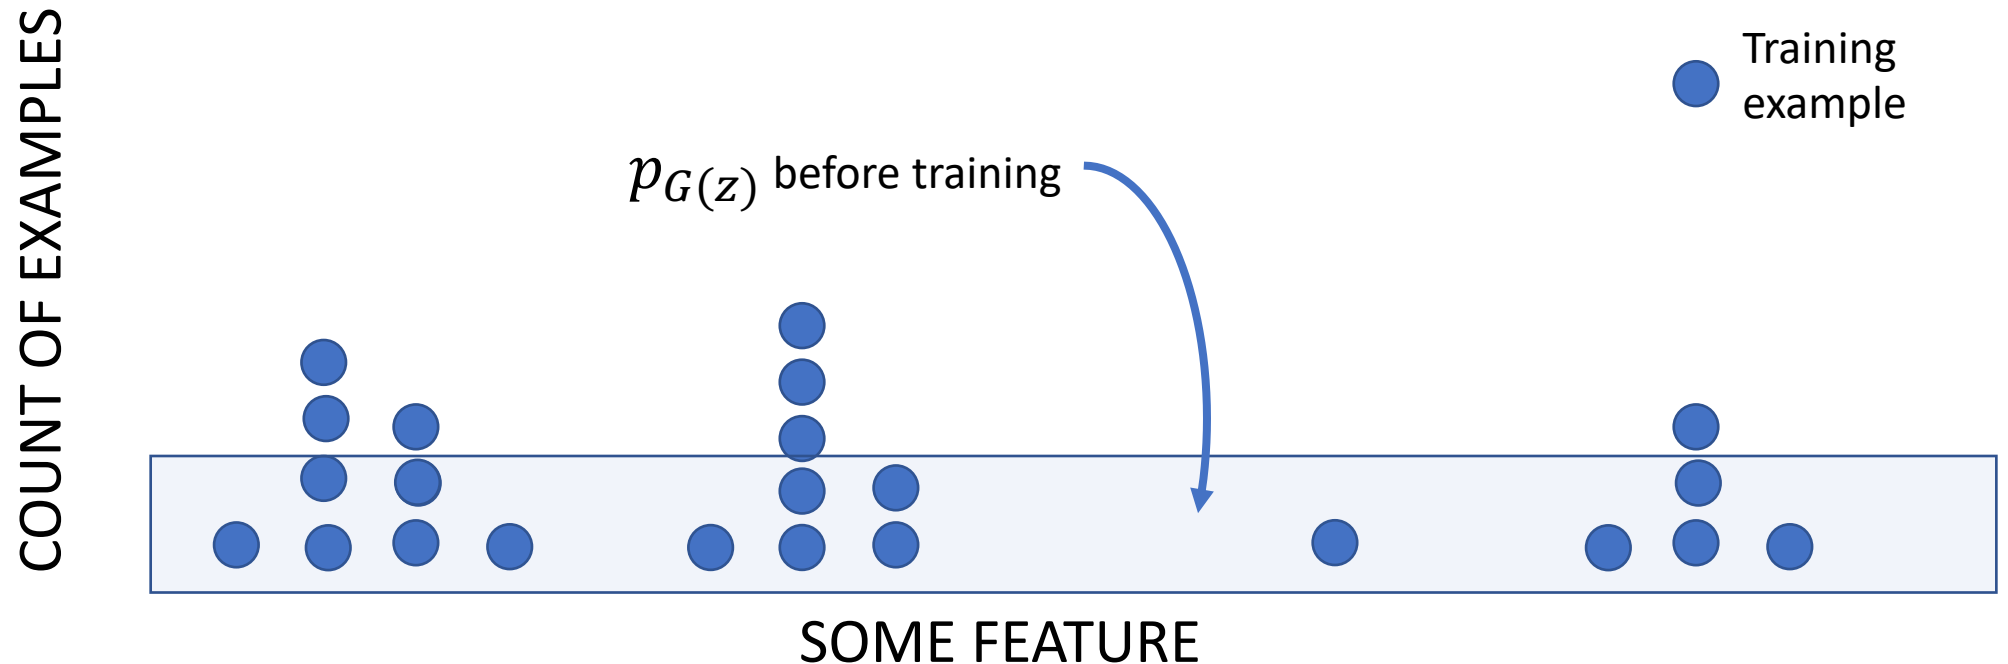 COUNT OF EXAMPLES
Training
example
p_{G(z)} before training
SOME FEATURE